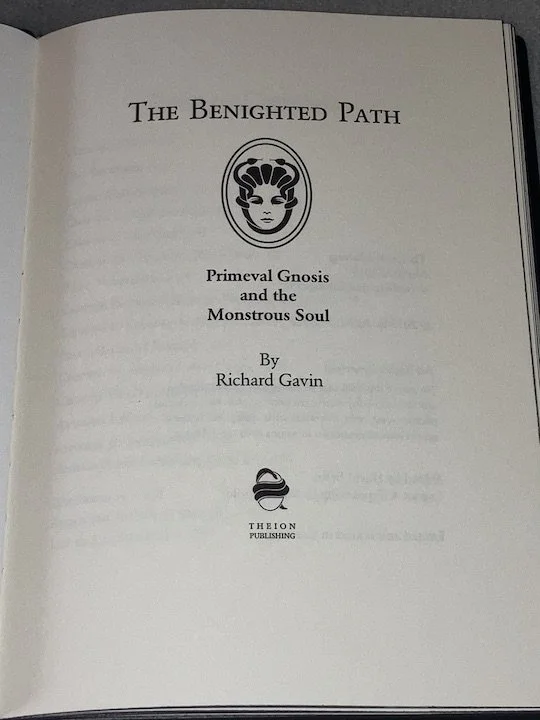 The Benighted Path
Primeval Gnosis
and the
Monstrous Soul
By
Richard Gavin
THEION
PUBLISHING